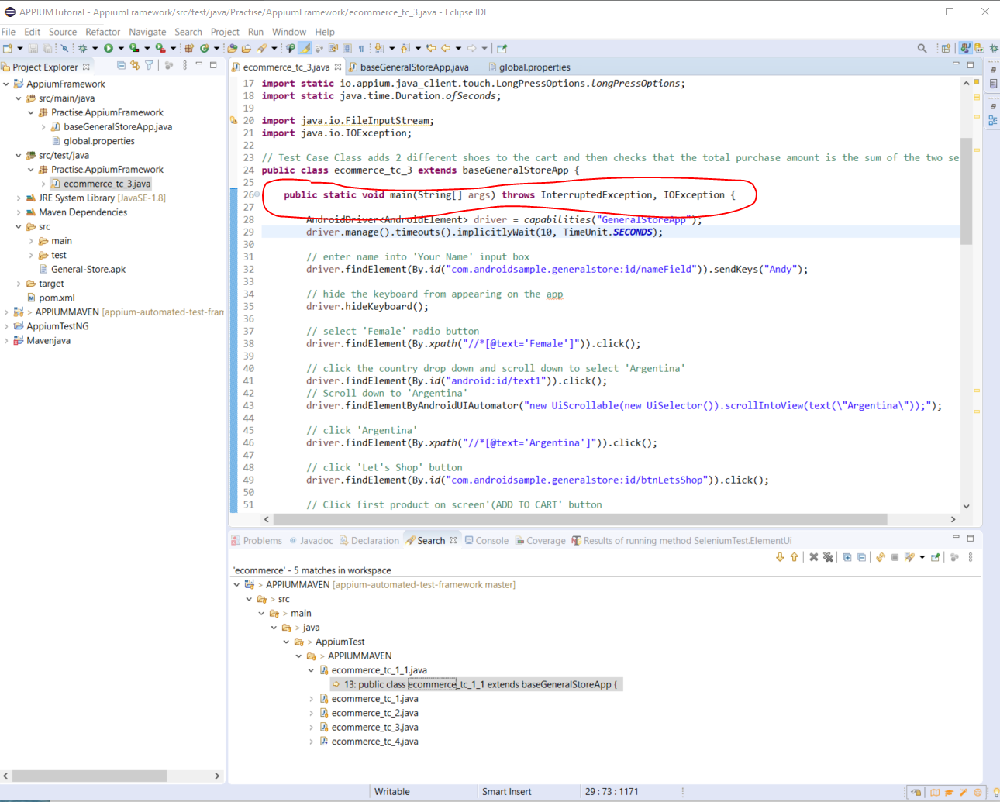 APPIUMTutorial - AppiumFramework/src/test/java/Practise/AppiumFramework/ecommerce_tc_3.java - Eclipse IDE
File Edit Source Refactor Navigate Search Project Run Window Help
Project Explorer
AppiumFramework
src/main/java
Practise.AppiumFramework
baseGeneralStoreApp.java
global.properties
src/test/java
Practise.AppiumFramework
ecommerce_tc_3.java
JRE System Library [JavaSE-1.8]
Maven Dependencies
src
main
test
General-Store.apk
target
pom.xml
> APPIUMMAVEN [appium-automated-test-fram
AppiumTestNG
Mavenjava
ecommerce_tc_3.java baseGeneralStoreApp.java global.properties
17 import static io.appium.java_client.touch.LongPressOptions.longPressOptions;
18 import static java.time.Duration.ofSeconds;
19
20 import java.io.FileInputStream;
21 import java.io.IOException;
22
23 // Test Case Class adds 2 different shoes to the cart and then checks that the total purchase amount is the sum of the two se
24 public class ecommerce_tc_3 extends baseGeneralStoreApp {
25
26 public static void main(String[] args) throws InterruptedException, IOException {
27
28 AndroidDriver<AndroidElement> driver = capabilities("GeneralStoreApp");
29 driver.manage().timeouts().implicitlyWait(10, TimeUnit.SECONDS);
30
31 // enter name into 'Your Name' input box
32 driver.findElement(By.id("com.androidsample.generalstore:id/nameField")).sendKeys("Andy");
33
34 // hide the keyboard from appearing on the app
35 driver.hideKeyboard();
36
37 // select 'Female' radio button
38 driver.findElement(By.xpath("//*[@text='Female']")).click();
39
40 // click the country drop down and scroll down to select 'Argentina'
41 driver.findElement(By.id("android:id/text1")).click();
42 // Scroll down to 'Argentina'
43 driver.findElementByAndroidUIAutomator("new UiScrollable(new UiSelector()).scrollIntoView(text(\"Argentina\"));");
44
45 // click 'Argentina'
46 driver.findElement(By.xpath("//*[@text='Argentina']")).click();
47
48 // click 'Let's Shop' button
49 driver.findElement(By.id("com.androidsample.generalstore:id/btnLetsShop")).click();
50
51 // Click first product on screen'(ADD TO CART' button
Problems Javadoc Declaration Search Console Coverage Results of running method SeleniumTest.ElementUi
'ecommerce' - 5 matches in workspace
> APPIUMMAVEN [appium-automated-test-framework master]
> src
> main
> java
> AppiumTest
> APPIUMMAVEN
ecommerce_tc_1_1.java
13: public class ecommerce_tc_1_1 extends baseGeneralStoreApp {
ecommerce_tc_1.java
ecommerce_tc_2.java
ecommerce_tc_3.java
ecommerce_tc_4.java
Writable Smart Insert 29 : 73 : 1171